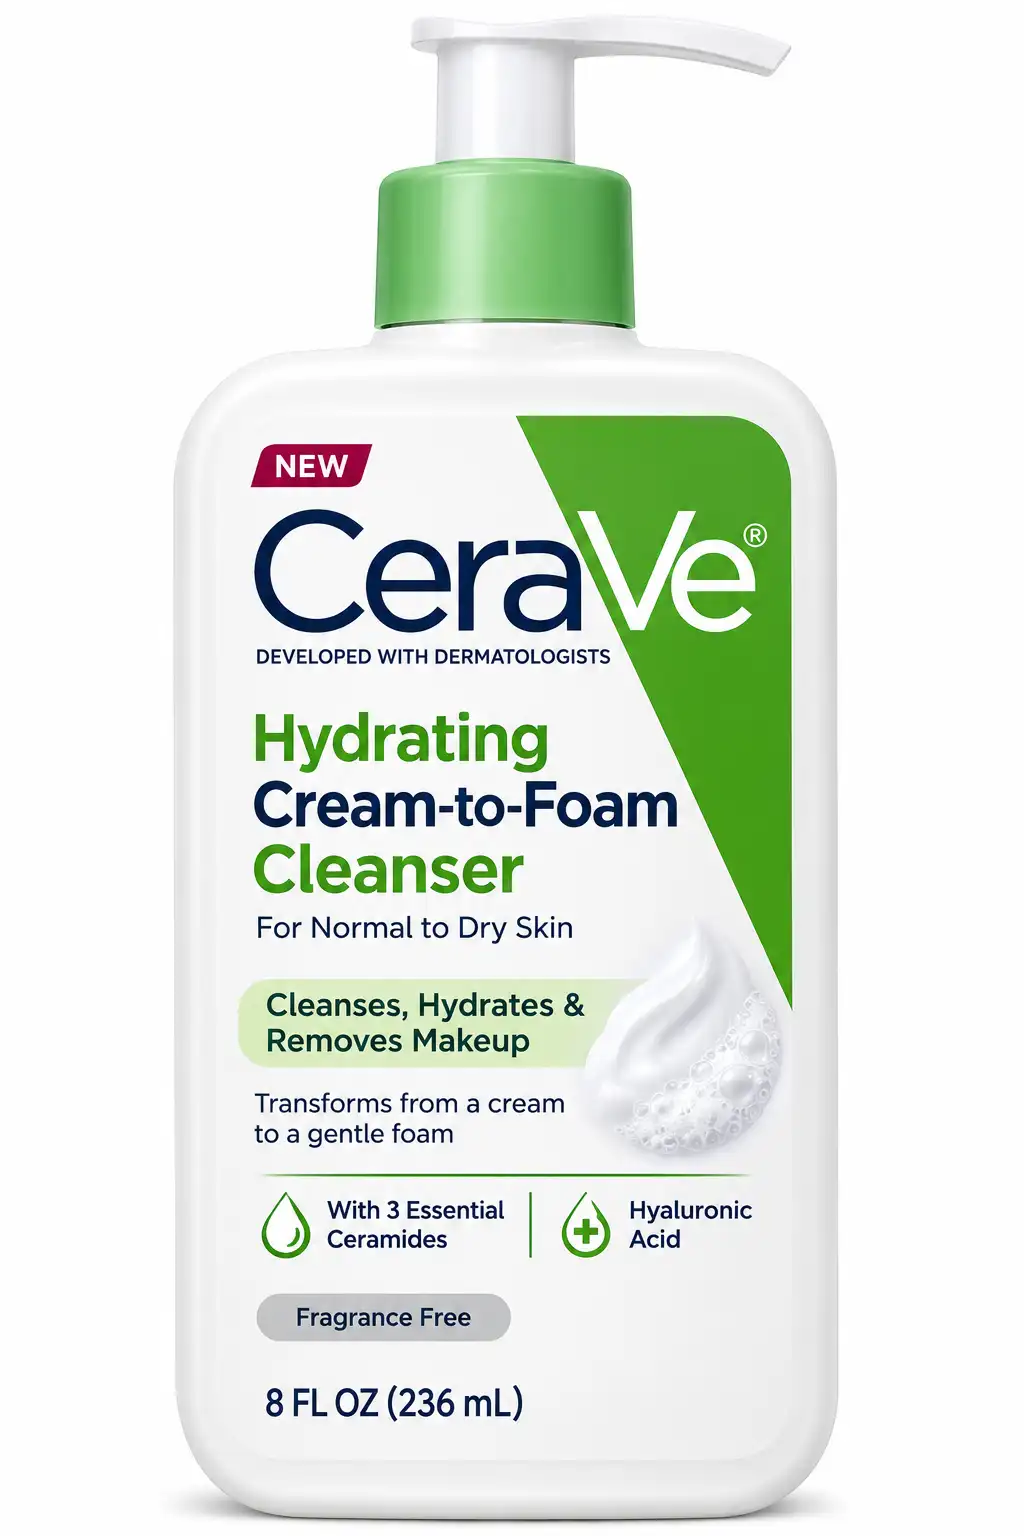 NEW
CeraVe®
DEVELOPED WITH DERMATOLOGISTS
Hydrating
Cream-to-Foam
Cleanser
For Normal to Dry Skin
Cleanses, Hydrates &
Removes Makeup
Transforms from a cream
to a gentle foam
With 3 Essential
Ceramides
Hyaluronic
Acid
Fragrance Free
8 FL OZ (236 mL)